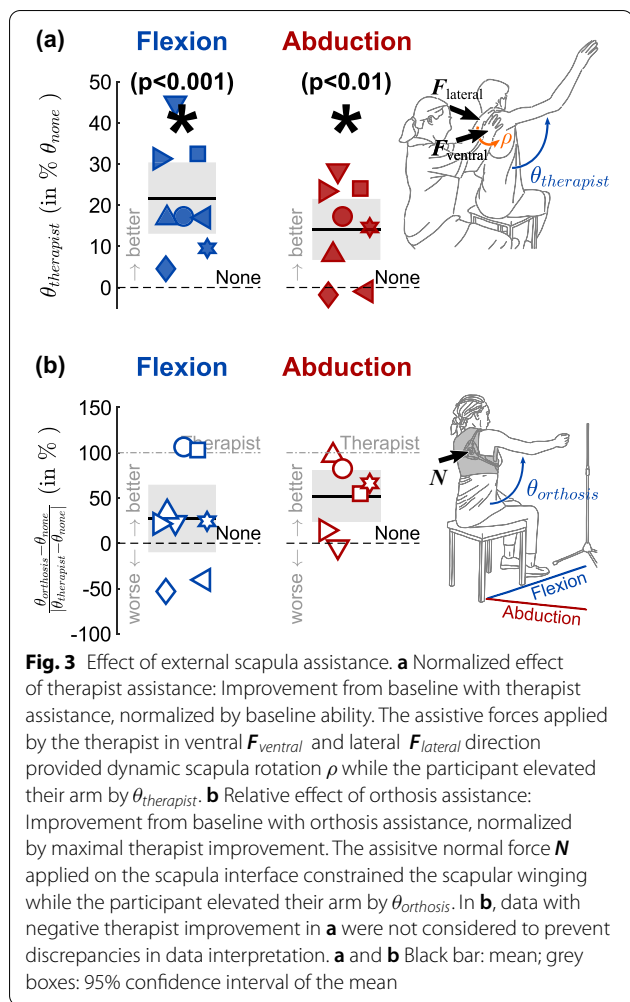 (a)
Flexion
Abduction
(p<0.001)
(p<0.01)
*
*
θtherapist (in % θnone)
50
40
30
20
10
0
→ better
None
→ better
None
Flateral
Fventral
ρ
θtherapist
(b)
Flexion
Abduction
θorthosis−θnone / |θtherapist−θnone| (in %)
150
100
50
0
-50
-100
worse ← → better
Therapist
None
worse ← → better
Therapist
None
N
θorthosis
Flexion
Abduction
Fig. 3 Effect of external scapula assistance. a Normalized effect
of therapist assistance: Improvement from baseline with therapist
assistance, normalized by baseline ability. The assistive forces applied
by the therapist in ventral Fventral and lateral Flateral direction
provided dynamic scapula rotation ρ while the participant elevated
their arm by θtherapist. b Relative effect of orthosis assistance:
Improvement from baseline with orthosis assistance, normalized
by maximal therapist improvement. The assisitve normal force N
applied on the scapula interface constrained the scapular winging
while the participant elevated their arm by θorthosis. In b, data with
negative therapist improvement in a were not considered to prevent
discrepancies in data interpretation. a and b Black bar: mean; grey
boxes: 95% confidence interval of the mean